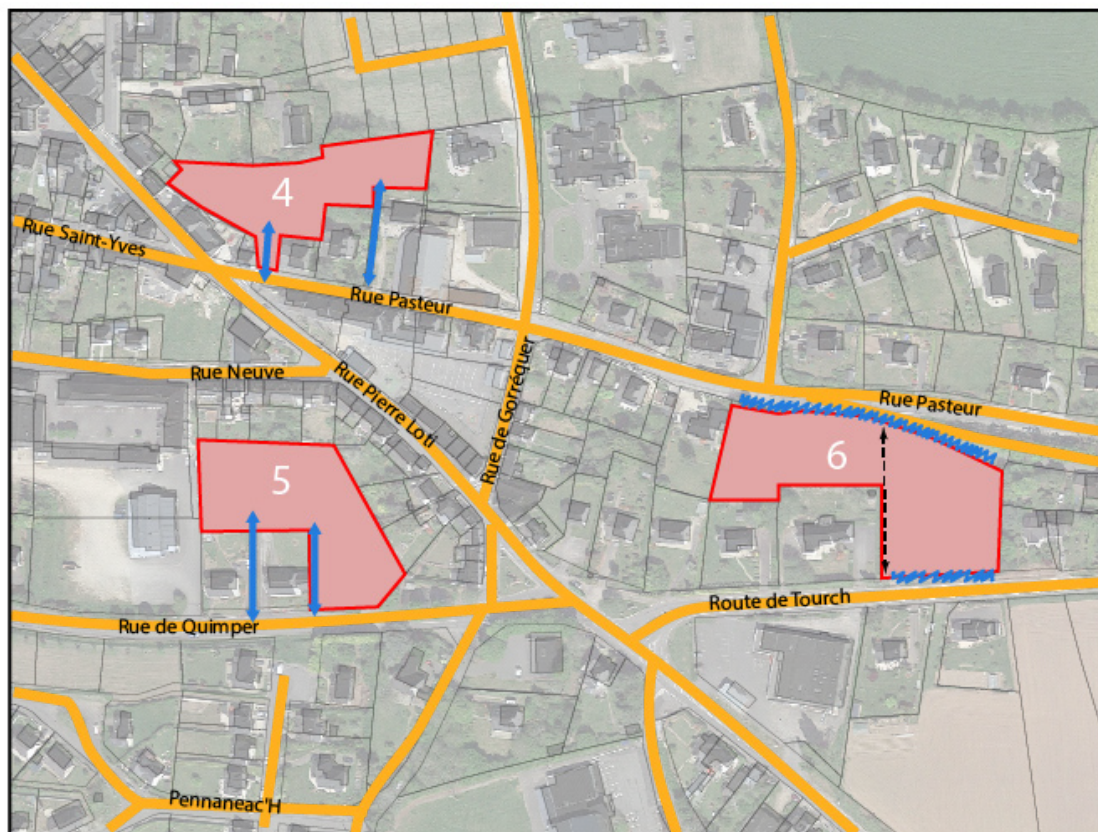 4
Rue Saint-Yves
Rue Pasteur
Rue de Gorréquer
Rue Neuve
Rue Pierre Loti
Rue Pasteur
5
6
Route de Tourch
Rue de Quimper
Pennaneac'H